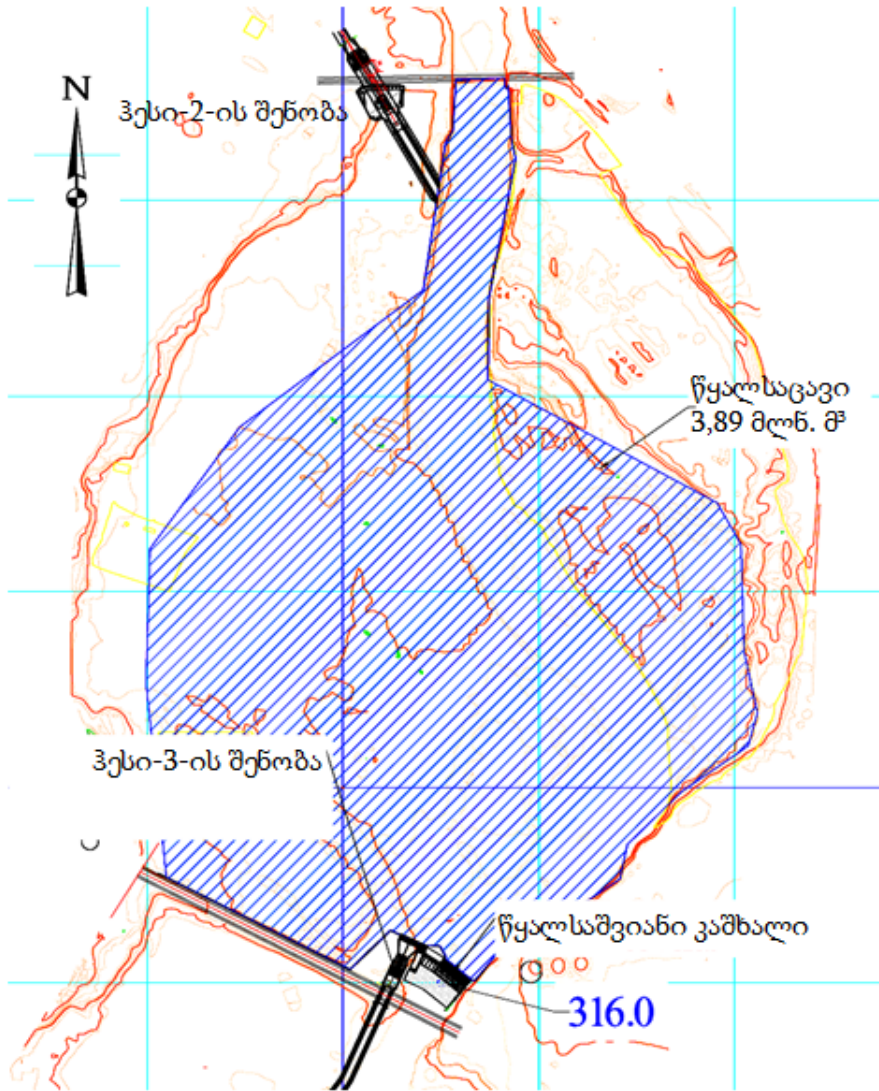 N
ჰესი-2-ის შენობა
წყალსაცავი
3,89 მლნ. მ³
ჰესი-3-ის შენობა
წყალსაშვიანი კაშხალი
316.0